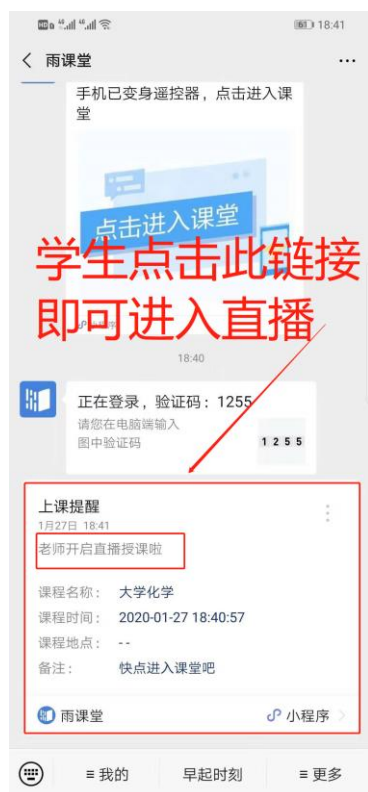 HD 46 46 61 18:41
雨课堂
手机已变身遥控器，点击进入课
堂
点击进入课堂
学生点击此链接
即可进入直播
18:40
正在登录，验证码：1255
请您在电脑端输入
图中验证码
1 2 5 5
上课提醒
1月27日 18:41
老师开启直播授课啦
课程名称： 大学化学
课程时间： 2020-01-27 18:40:57
课程地点： --
备注： 快点进入课堂吧
雨课堂 小程序
我的 早起时刻 更多